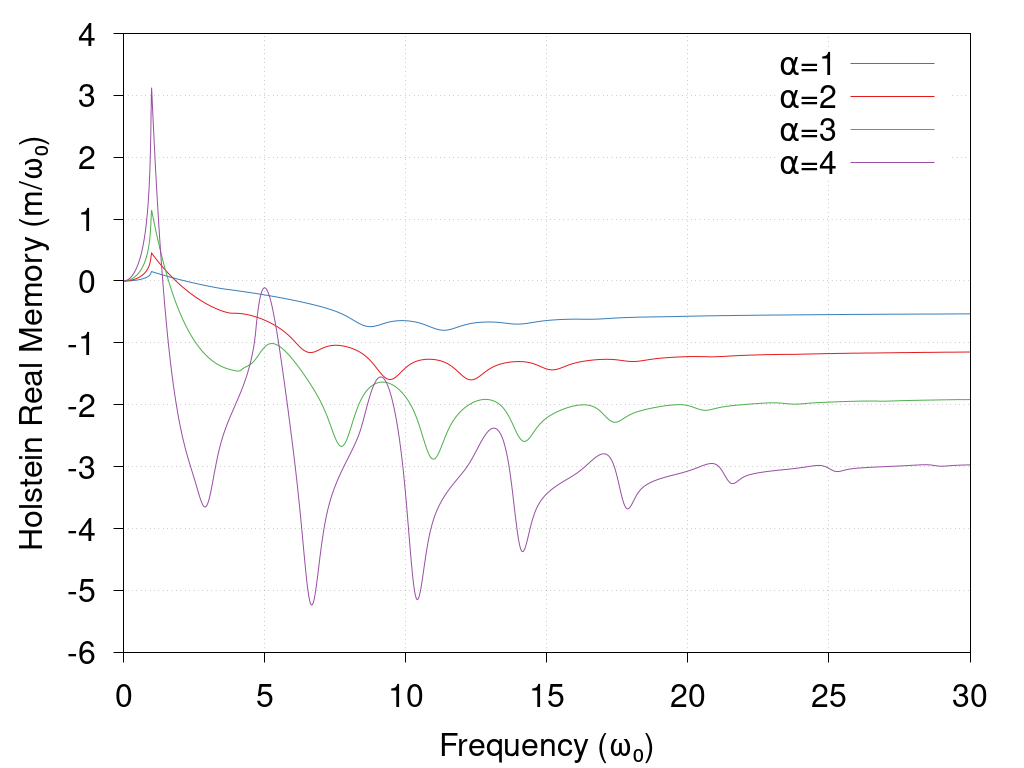 4
3
2
1
0
-1
-2
-3
-4
-5
-6
Holstein Real Memory (m/ω₀)
α=1
α=2
α=3
α=4
0 5 10 15 20 25 30
Frequency (ω₀)